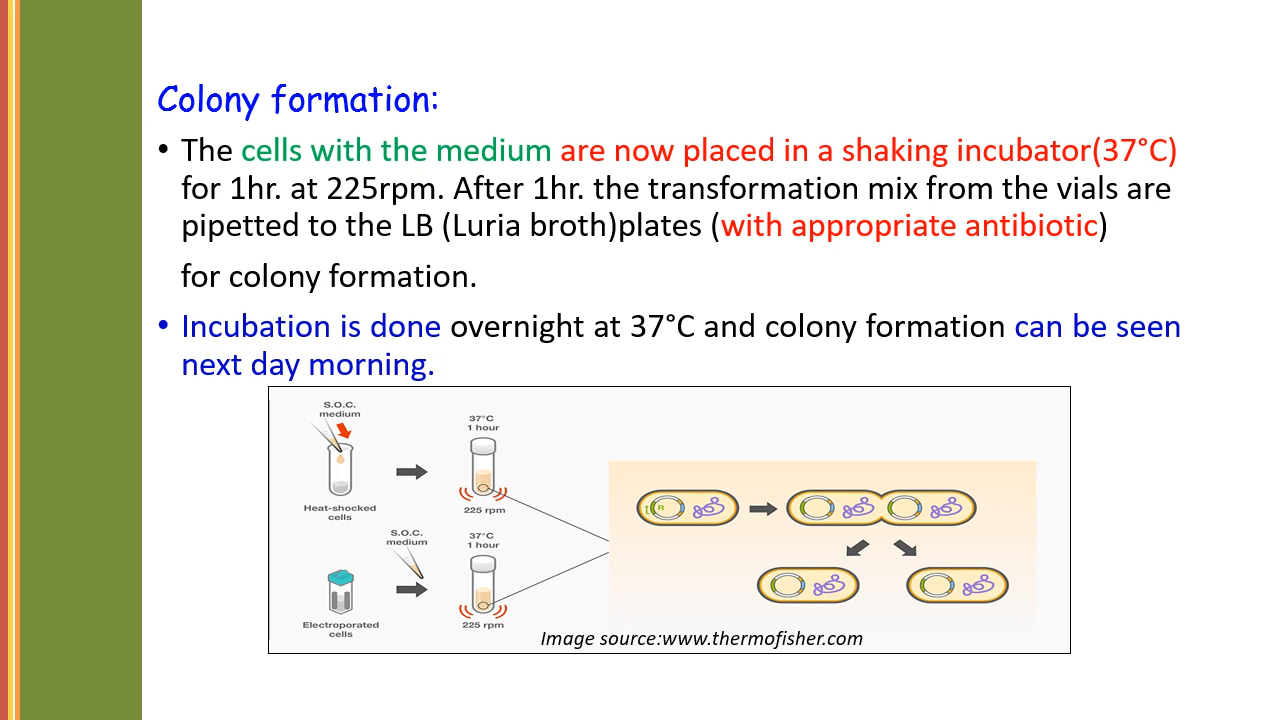 Colony formation:
• The cells with the medium are now placed in a shaking incubator(37°C)
for 1hr. at 225rpm. After 1hr. the transformation mix from the vials are
pipetted to the LB (Luria broth)plates (with appropriate antibiotic)
for colony formation.
• Incubation is done overnight at 37°C and colony formation can be seen
next day morning.
S.O.C.
medium
37°C
1 hour
Heat-shocked
cells
225 rpm
R
S.O.C.
medium
37°C
1 hour
Electroporated
cells
225 rpm
Image source:www.thermofisher.com